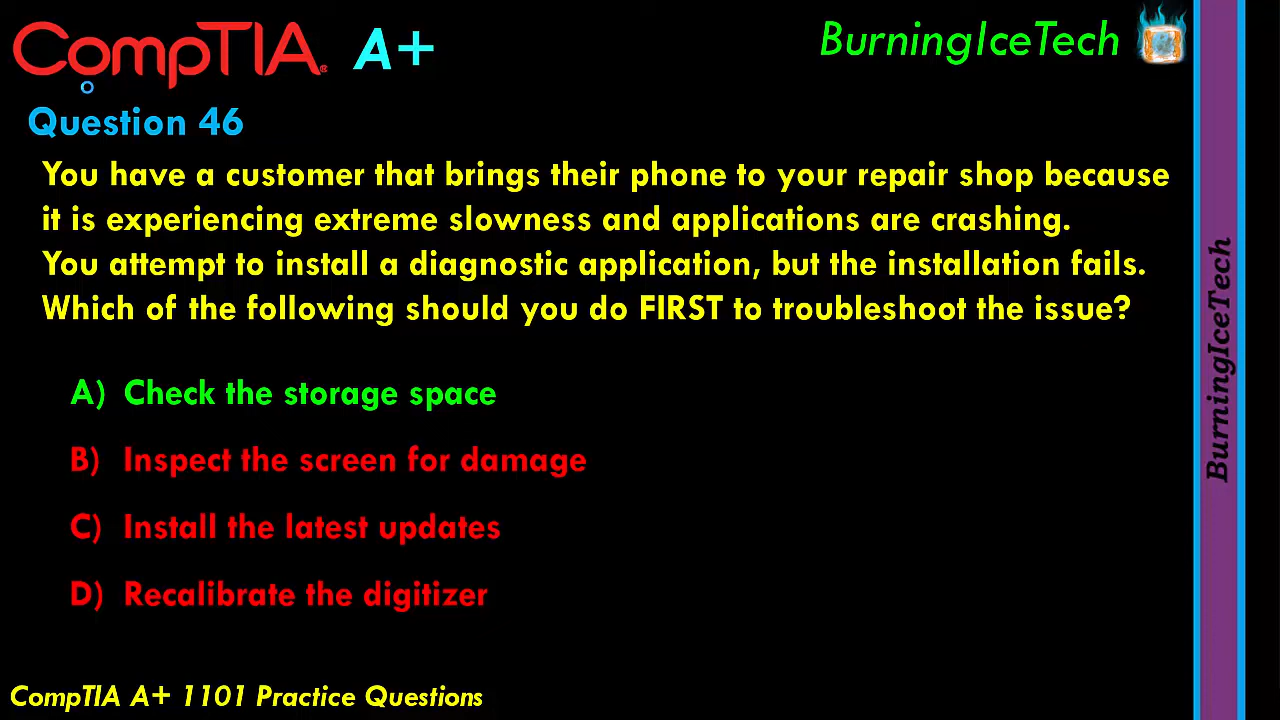 CompTIA® A+
BurningIceTech
Question 46
You have a customer that brings their phone to your repair shop because
it is experiencing extreme slowness and applications are crashing.
You attempt to install a diagnostic application, but the installation fails.
Which of the following should you do FIRST to troubleshoot the issue?
A) Check the storage space
B) Inspect the screen for damage
C) Install the latest updates
D) Recalibrate the digitizer
BurningIceTech
CompTIA A+ 1101 Practice Questions